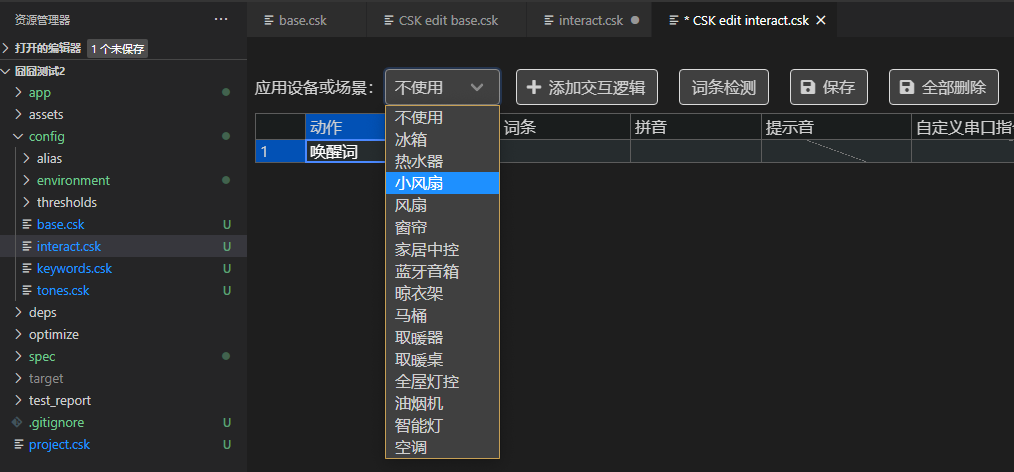 资源管理器
打开的编辑器 1 个未保存
囧囧测试2
app
assets
config
alias
environment
thresholds
base.csk U
interact.csk U
keywords.csk U
tones.csk U
deps
optimize
spec
target
test_report
.gitignore U
project.csk U
base.csk
CSK edit base.csk
interact.csk
* CSK edit interact.csk
应用设备或场景： 不使用 添加交互逻辑 词条检测 保存 全部删除
动作 词条 拼音 提示音 自定义串口指
1 唤醒词
不使用
冰箱
热水器
小风扇
风扇
窗帘
家居中控
蓝牙音箱
晾衣架
马桶
取暖器
取暖桌
全屋灯控
油烟机
智能灯
空调